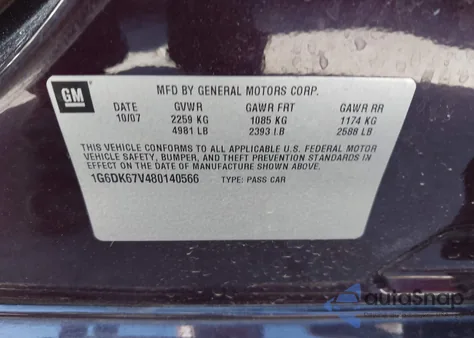 GM
MFD BY GENERAL MOTORS CORP.
DATE GVWR GAWR FRT GAWR RR
10/07 2259 KG 1085 KG 1174 KG
4981 LB 2393 LB 2588 LB
THIS VEHICLE CONFORMS TO ALL APPLICABLE U.S. FEDERAL MOTOR
VEHICLE SAFETY, BUMPER, AND THEFT PREVENTION STANDARDS
IN EFFECT ON THE DATE OF MANUFACTURE SHOWN ABOVE.
1G6DK67V480140566 TYPE: PASS CAR
autoSnap